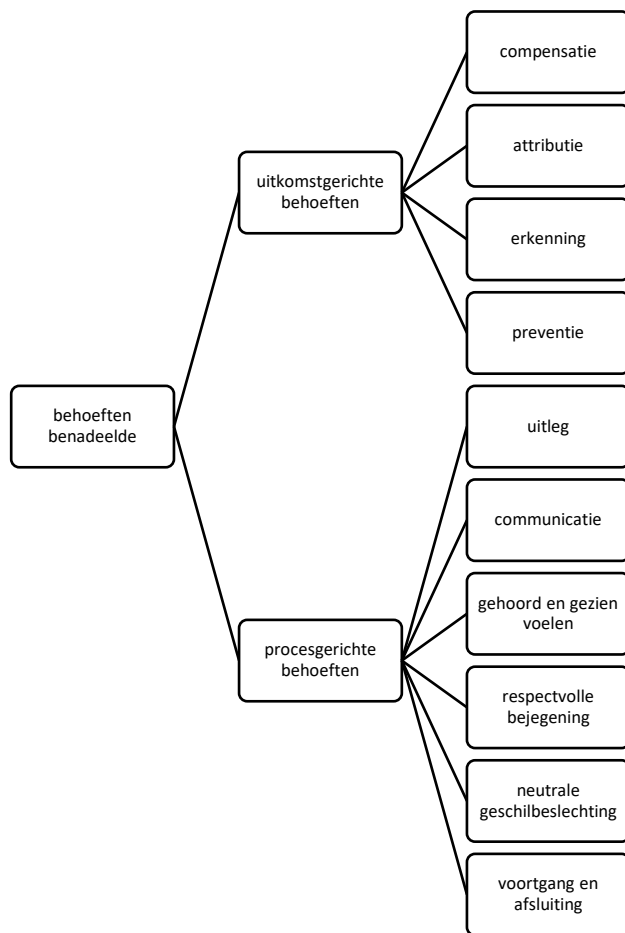 behoeften
benadeelde
uitkomstgerichte
behoeften
compensatie
attributie
erkenning
preventie
procesgerichte
behoeften
uitleg
communicatie
gehoord en gezien
voelen
respectvolle
bejegening
neutrale
geschilbeslechting
voortgang en
afsluiting